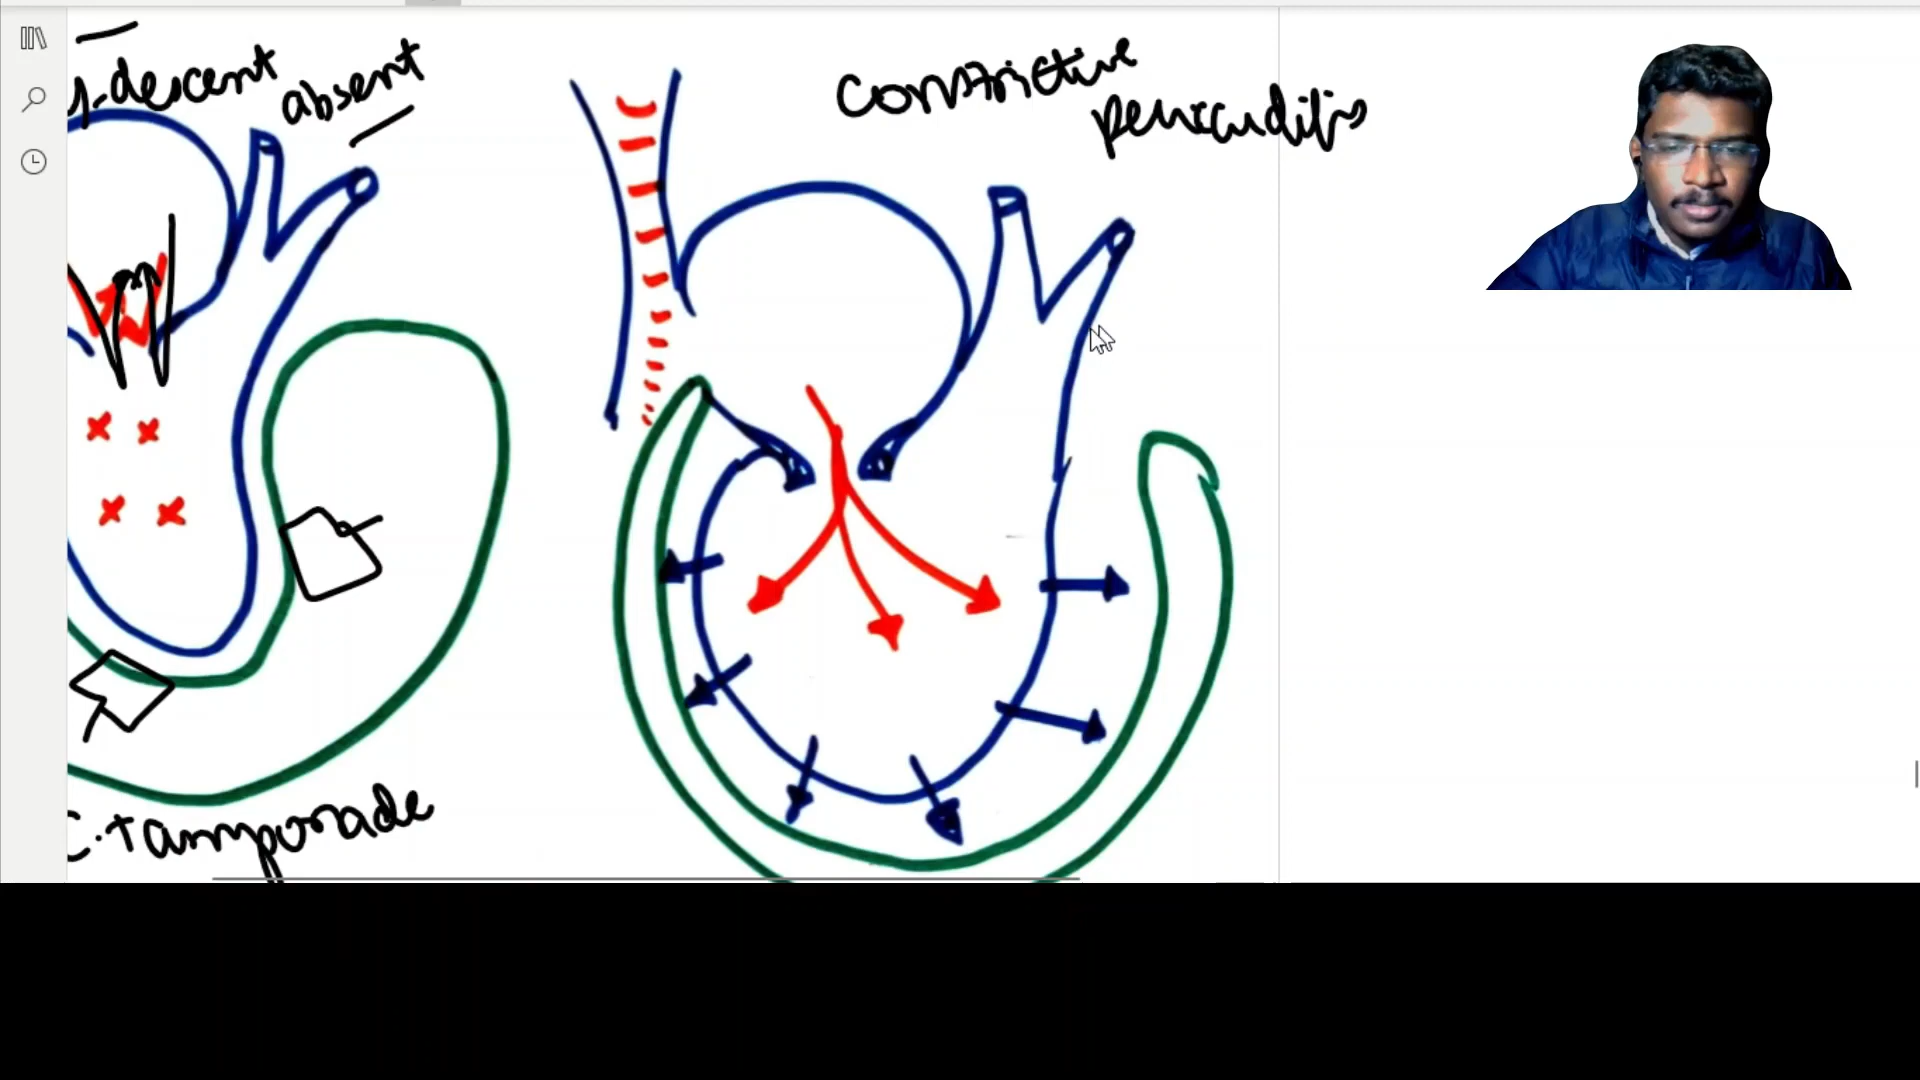 y-descent
absent
Constrictive
pericarditis
c.tamponade